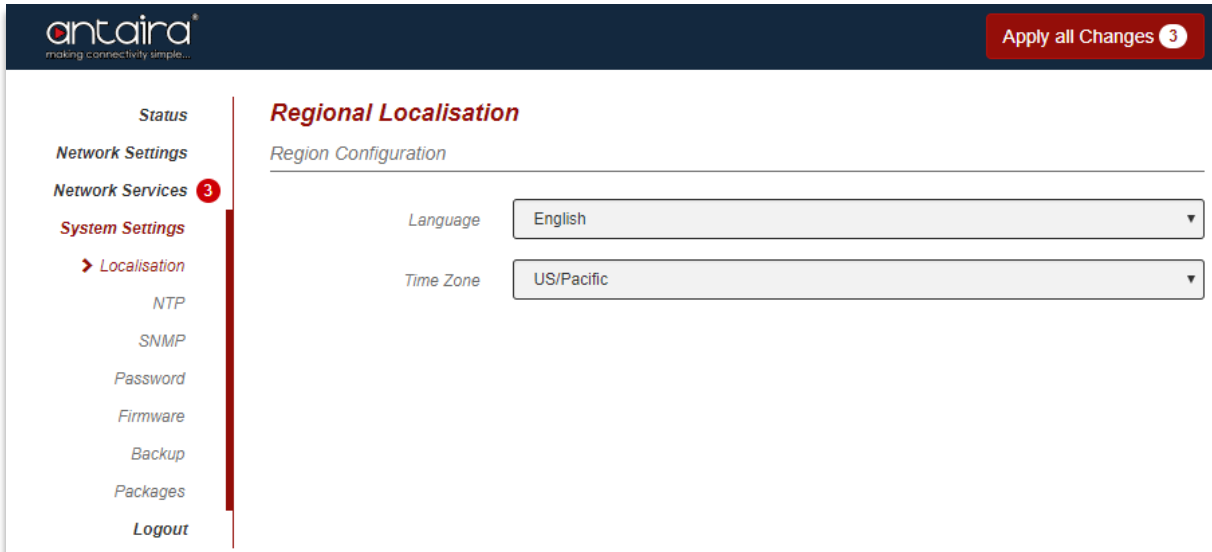 antaira®
making connectivity simple...
Apply all Changes 3
Status
Network Settings
Network Services 3
System Settings
Localisation
NTP
SNMP
Password
Firmware
Backup
Packages
Logout
Regional Localisation
Region Configuration
Language English
Time Zone US/Pacific